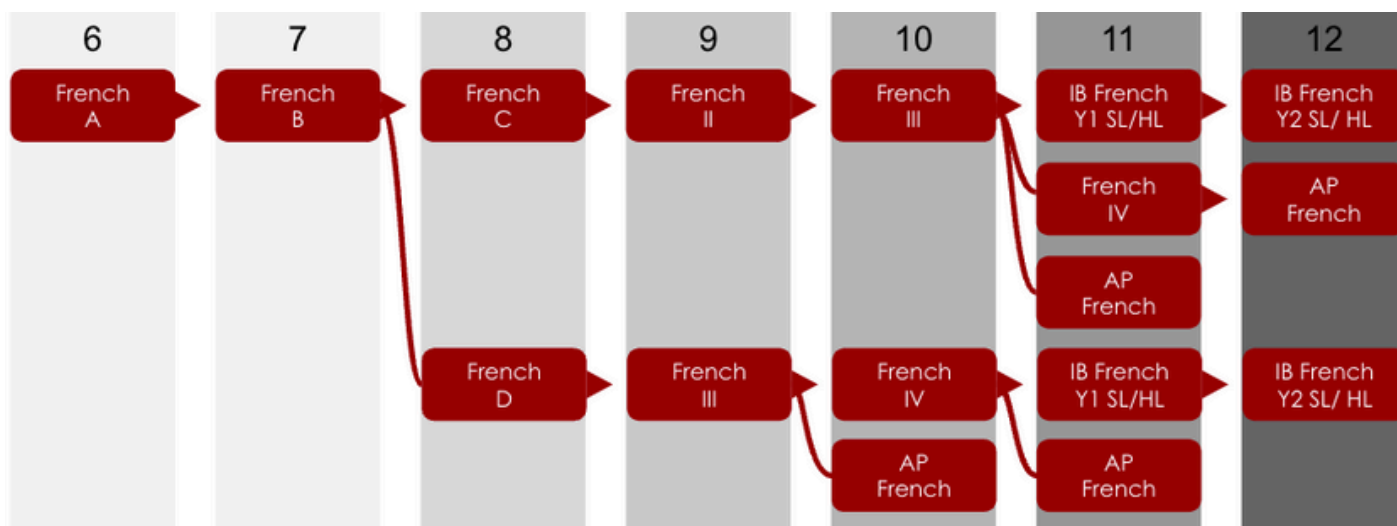 6 7 8 9 10 11 12
French
A
French
B
French
C
French
II
French
III
IB French
Y1 SL/HL
IB French
Y2 SL/ HL
French
IV
AP
French
AP
French
French
D
French
III
French
IV
IB French
Y1 SL/HL
IB French
Y2 SL/ HL
AP
French
AP
French